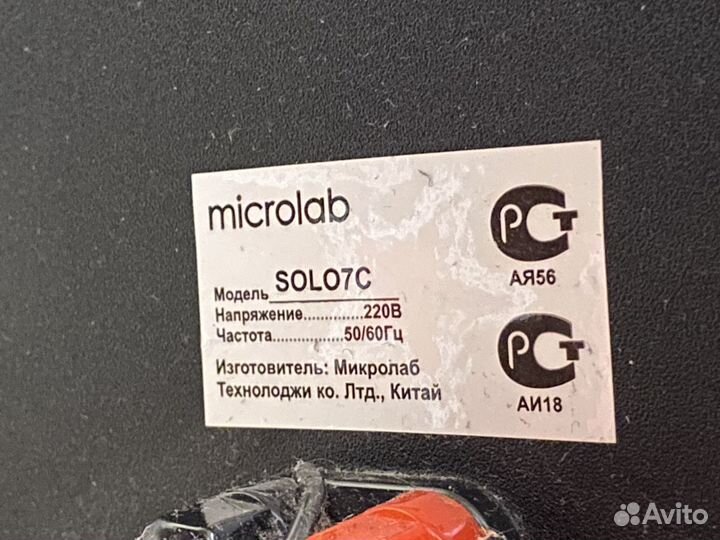 microlab
Модель SOLO7C
Напряжение..............220В
Частота.................50/60Гц
Изготовитель: Микролаб
Технолоджи ко. Лтд., Китай
РСТ
АЯ56
РСТ
АИ18
Avito